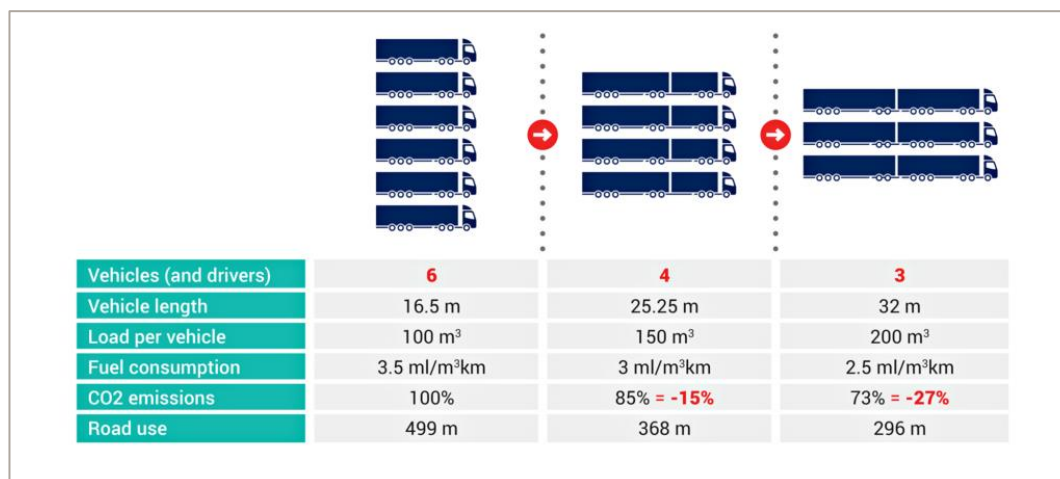 Vehicles (and drivers) 6 4 3
Vehicle length 16.5 m 25.25 m 32 m
Load per vehicle 100 m³ 150 m³ 200 m³
Fuel consumption 3.5 ml/m³km 3 ml/m³km 2.5 ml/m³km
CO2 emissions 100% 85% = -15% 73% = -27%
Road use 499 m 368 m 296 m